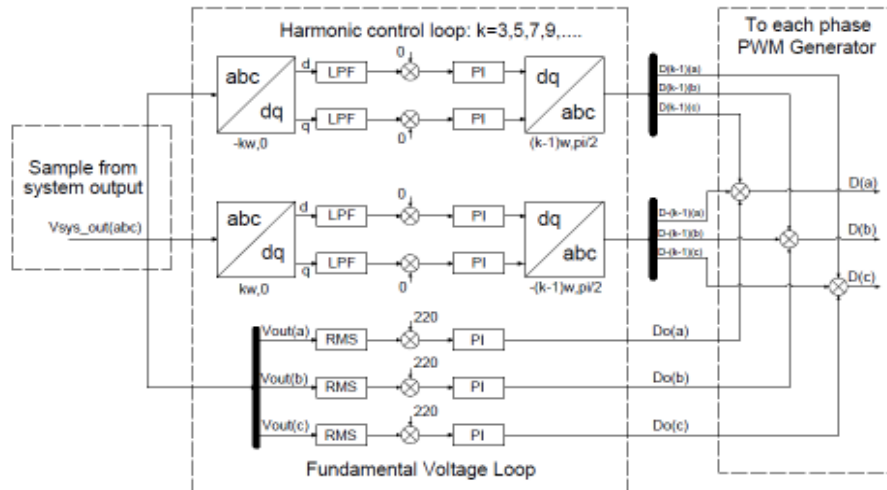 Harmonic control loop: k=3,5,7,9,....
To each phase
PWM Generator
abc
dq
-kw,0
d
q
LPF
LPF
0
0
PI
PI
dq
abc
(k-1)w,pi/2
D(k-1)(a)
D(k-1)(b)
D(k-1)(c)
Sample from
system output
Vsys_out(abc)
abc
dq
kw,0
d
q
LPF
LPF
0
0
PI
PI
dq
abc
-(k-1)w,pi/2
D-(k-1)(a)
D-(k-1)(b)
D-(k-1)(c)
D(a)
D(b)
D(c)
Vout(a)
RMS
220
PI
Do(a)
Vout(b)
RMS
220
PI
Do(b)
Vout(c)
RMS
220
PI
Do(c)
Fundamental Voltage Loop